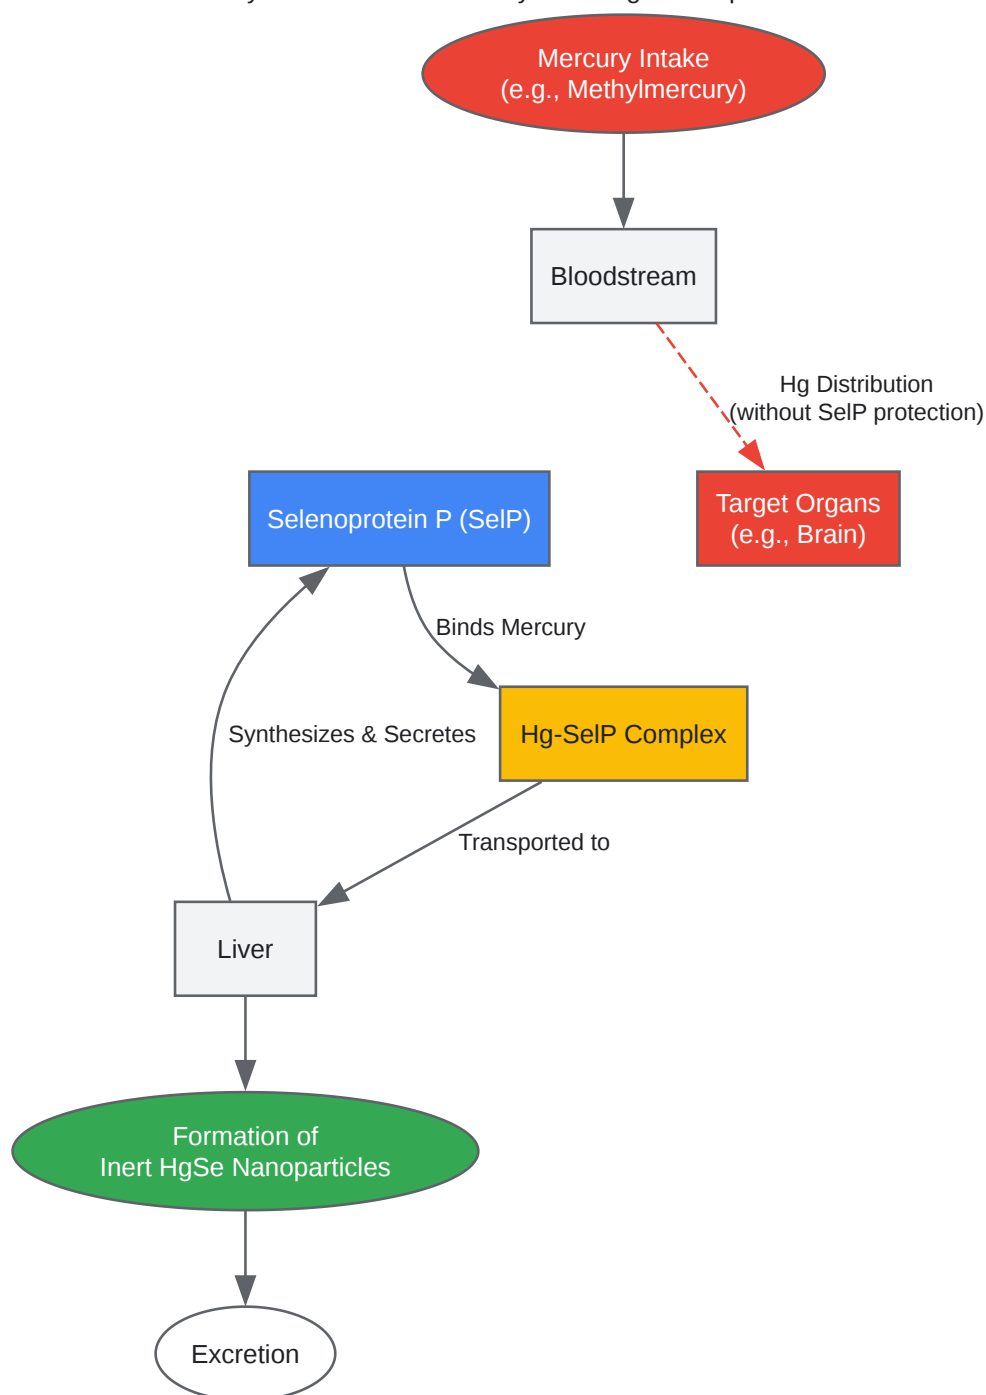 Mercury Intake
(e.g., Methylmercury)
Bloodstream
Hg Distribution
(without SelP protection)
Selenoprotein P (SelP)
Target Organs
(e.g., Brain)
Binds Mercury
Synthesizes & Secretes
Hg-SelP Complex
Transported to
Liver
Formation of
Inert HgSe Nanoparticles
Excretion